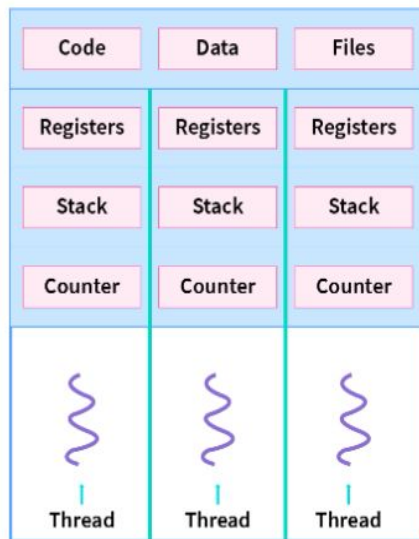 Code Data Files
Registers Registers Registers
Stack Stack Stack
Counter Counter Counter
Thread Thread Thread